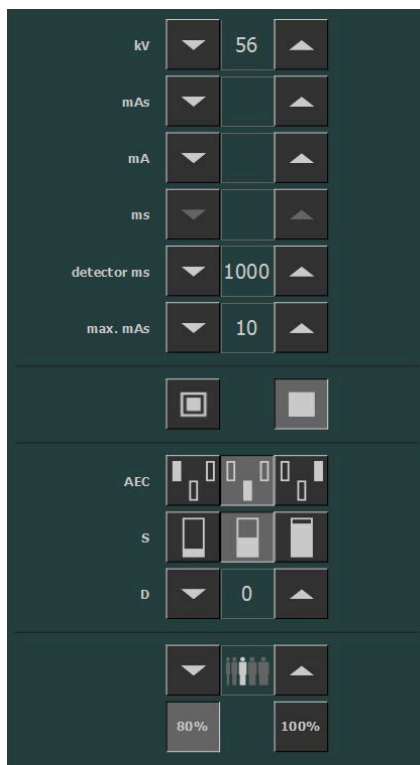 kV 56
mAs
mA
ms
detector ms 1000
max. mAs 10
AEC
S
D 0
80% 100%